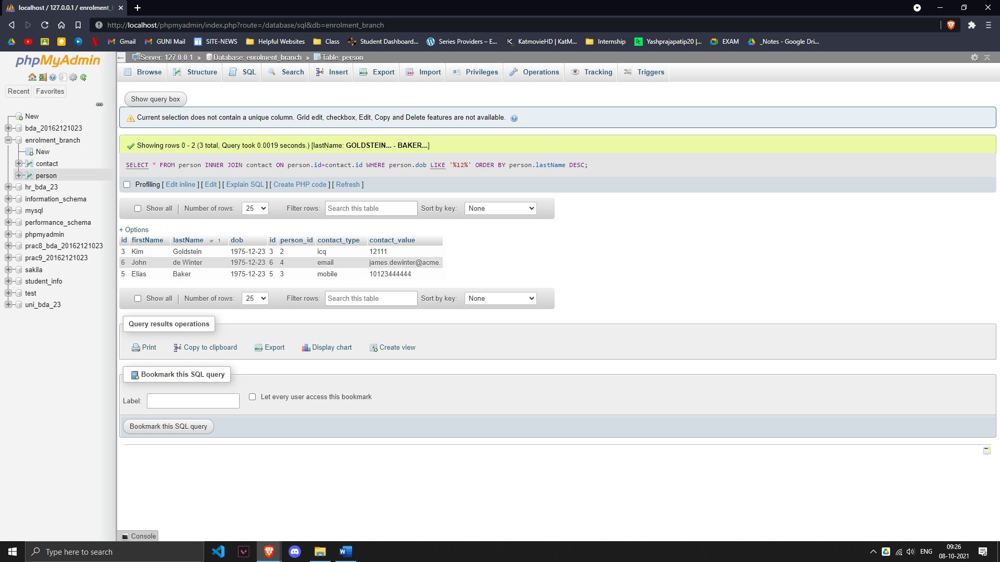 localhost / 127.0.0.1 / enrolment_
http://localhost/phpmyadmin/index.php?route=/database/sql&db=enrolment_branch
Gmail GUNI Mail SITE-NEWS Helpful Websites Class Student Dashboard... Series Providers – E... KatmovieHD | KatM... Internship Yashprajapatip20 |... EXAM _Notes - Google Dri...
phpMyAdmin
Recent Favorites
New
bda_20162121023
enrolment_branch
New
contact
person
hr_bda_23
information_schema
mysql
performance_schema
phpmyadmin
prac8_bda_20162121023
prac9_20162121023
sakila
student_info
test
uni_bda_23
Server: 127.0.0.1 » Database: enrolment_branch » Table: person
Browse Structure SQL Search Insert Export Import Privileges Operations Tracking Triggers
Show query box
Current selection does not contain a unique column. Grid edit, checkbox, Edit, Copy and Delete features are not available.
Showing rows 0 - 2 (3 total, Query took 0.0019 seconds.) [lastName: GOLDSTEIN... - BAKER...]
SELECT * FROM person INNER JOIN contact ON person.id=contact.id WHERE person.dob LIKE '%12%' ORDER BY person.lastName DESC;
Profiling [ Edit inline ] [ Edit ] [ Explain SQL ] [ Create PHP code ] [ Refresh ]
Show all | Number of rows: 25 Filter rows: Search this table Sort by key: None
+ Options
id firstName lastName 1 dob id person_id contact_type contact_value
3 Kim Goldstein 1975-12-23 3 2 icq 12111
6 John de Winter 1975-12-23 6 4 email james.dewinter@acme.
5 Elias Baker 1975-12-23 5 3 mobile 10123444444
Show all | Number of rows: 25 Filter rows: Search this table Sort by key: None
Query results operations
Print Copy to clipboard Export Display chart Create view
Bookmark this SQL query
Label: Let every user access this bookmark
Bookmark this SQL query
Console
Type here to search
ENG
09:26
08-10-2021